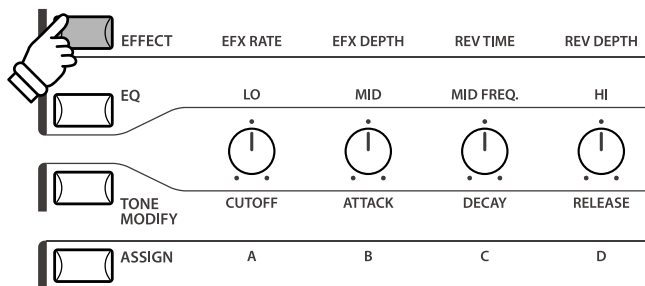 EFFECT EFX RATE EFX DEPTH REV TIME REV DEPTH
EQ LO MID MID FREQ. HI
TONE MODIFY CUTOFF ATTACK DECAY RELEASE
ASSIGN A B C D